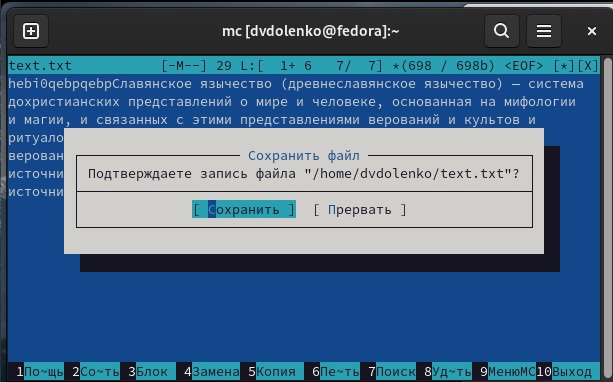 mc [dvdolenko@fedora]:~
text.txt [-M--] 29 L:[ 1+ 6 7/ 7] *(698 / 698b) <EOF> [*][X]
hebi0qebpqebpСлавянское язычество (древнеславянское язычество) — система
дохристианских представлений о мире и человеке, основанная на мифологии
и магии, и связанных с этими представлениями верований и культов и
ритуало
верован
источни
источни
Сохранить файл
Подтверждаете запись файла "/home/dvdolenko/text.txt"?
[ Сохранить ] [ Прервать ]
1По~щь 2Со~ть 3Блок 4Замена 5Копия 6Пе~ть 7Поиск 8Уд~ть 9МенюMC10Выход